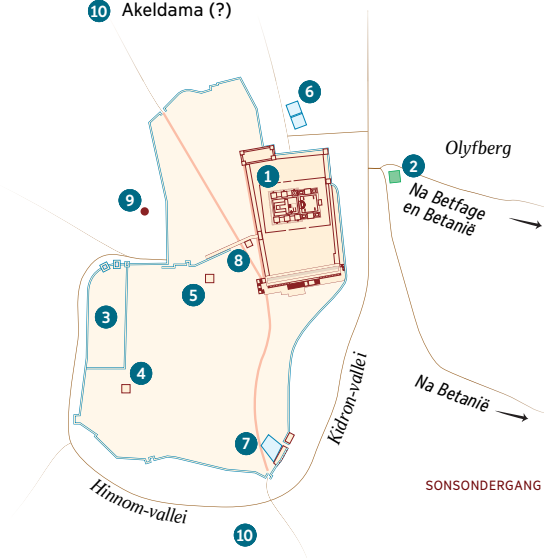 10 Akeldama (?)
6
Olyfberg
2
1
Na Betfage
en Betanië
9
8
5
3
4
Kidron-vallei
Na Betanië
7
SONSONDERGANG
Hinnom-vallei
10